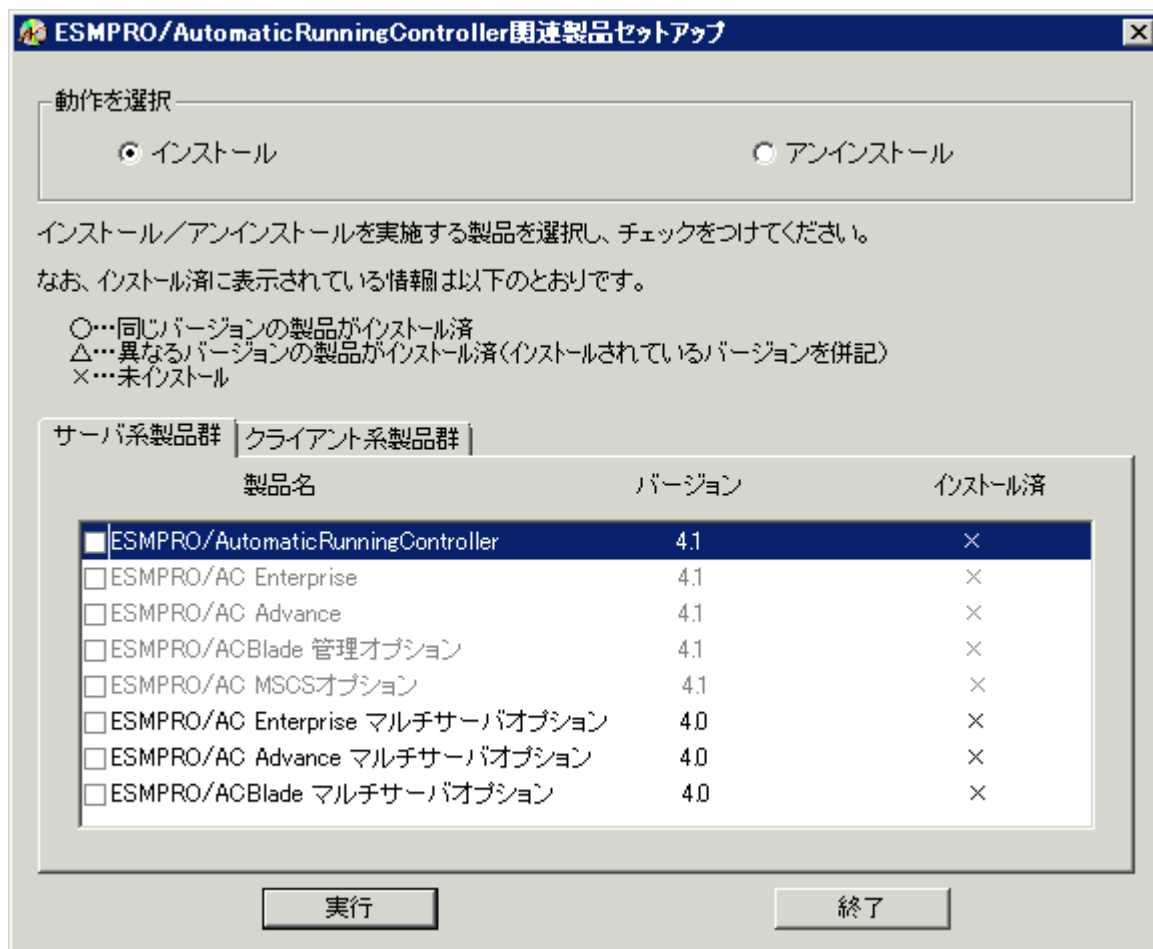 ESMPRO/AutomaticRunningController関連製品セットアップ
動作を選択
インストール アンインストール
インストール／アンインストールを実施する製品を選択し、チェックをつけてください。
なお、インストール済に表示されている情報は以下のとおりです。
○…同じバージョンの製品がインストール済
△…異なるバージョンの製品がインストール済(インストールされているバージョンを併記)
×…未インストール
サーバ系製品群 クライアント系製品群
製品名 バージョン インストール済
ESMPRO/AutomaticRunningController 4.1 ×
ESMPRO/AC Enterprise 4.1 ×
ESMPRO/AC Advance 4.1 ×
ESMPRO/ACBlade 管理オプション 4.1 ×
ESMPRO/AC MSCSオプション 4.1 ×
ESMPRO/AC Enterprise マルチサーバオプション 4.0 ×
ESMPRO/AC Advance マルチサーバオプション 4.0 ×
ESMPRO/ACBlade マルチサーバオプション 4.0 ×
実行 終了